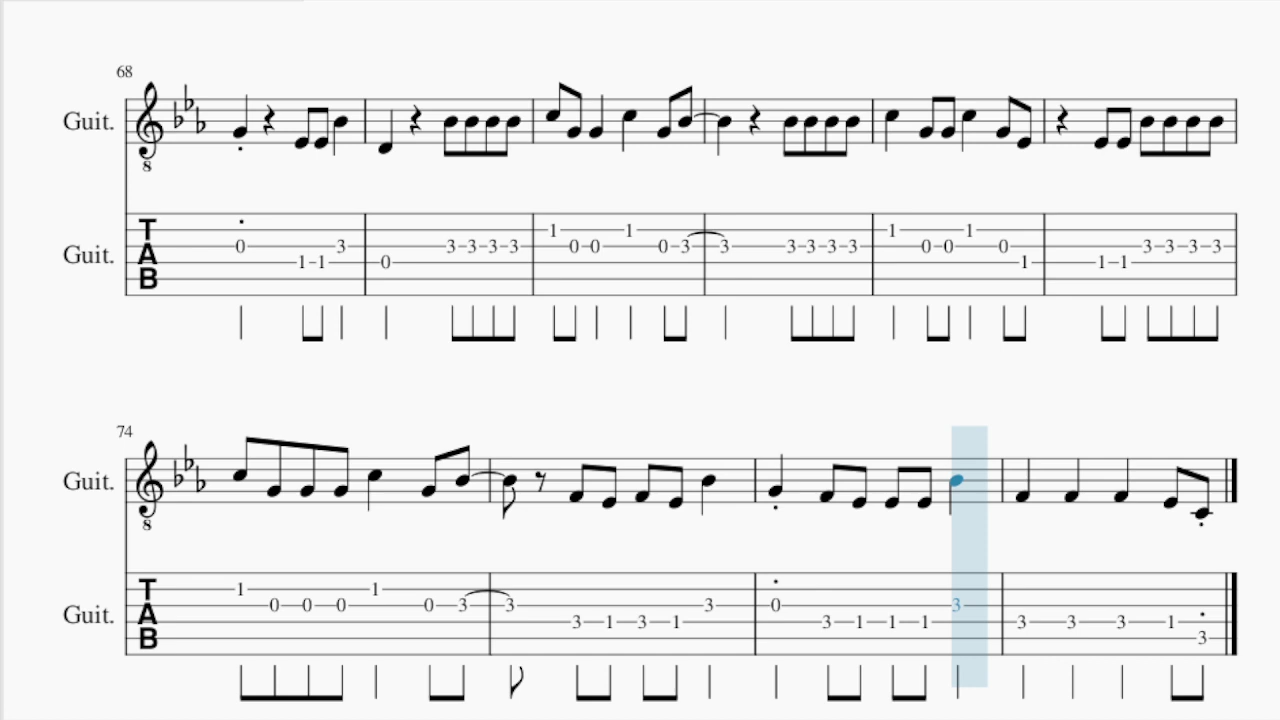 68
Guit.
8
T
A
B
Guit.
1 1 1 1
0 3 3 3 3 3 0 0 0 3 3 3 3 3 3 0 0 0 3 3 3 3
1 1 0 1 1 1
74
Guit.
8
T
A
B
Guit.
1 1
0 0 0 0 3 3 3 0 3
3 1 3 1 3 1 1 1 3 3 3 1
3